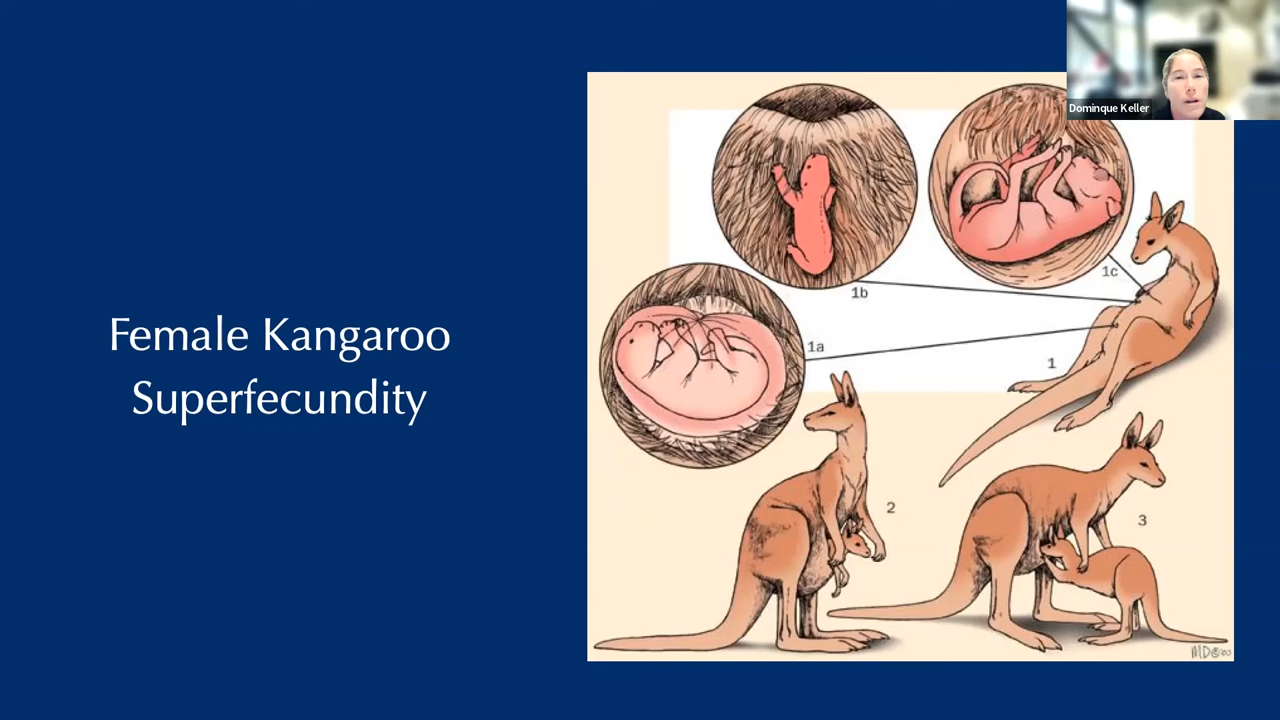 Dominque Keller
Female Kangaroo
Superfecundity
1b
1c
1a
1
2
3